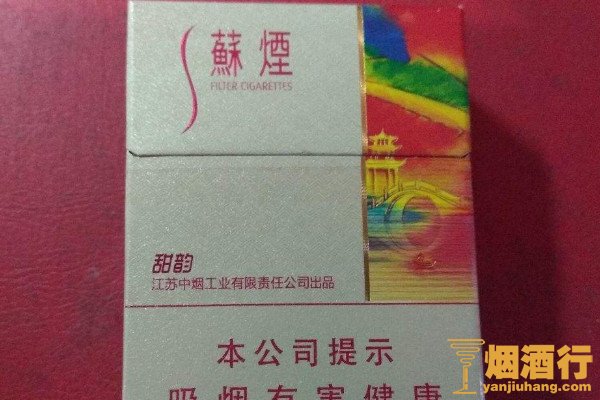 蘇煙
FILTER CIGARETTES
甜韵
江苏中烟工业有限责任公司出品
本公司提示
吸烟有害健康
烟酒行
yanjiuhang.com